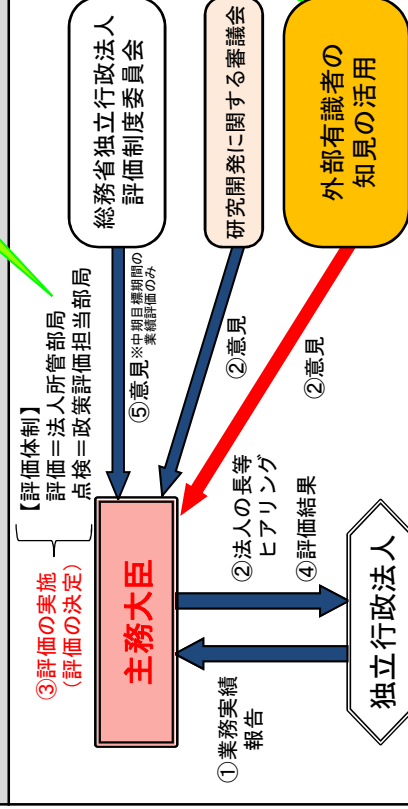 【評価体制】
評価=法人所管部局
点検=政策評価担当部局
③評価の実施
(評価の決定)
主務大臣
総務省独立行政法人
評価制度委員会
⑤意見※中期目標期間の
業績評価のみ
研究開発に関する審議会
②意見
外部有識者の
知見の活用
②意見
①業務実績
報告
②法人の長等
ヒアリング
④評価結果
独立行政法人